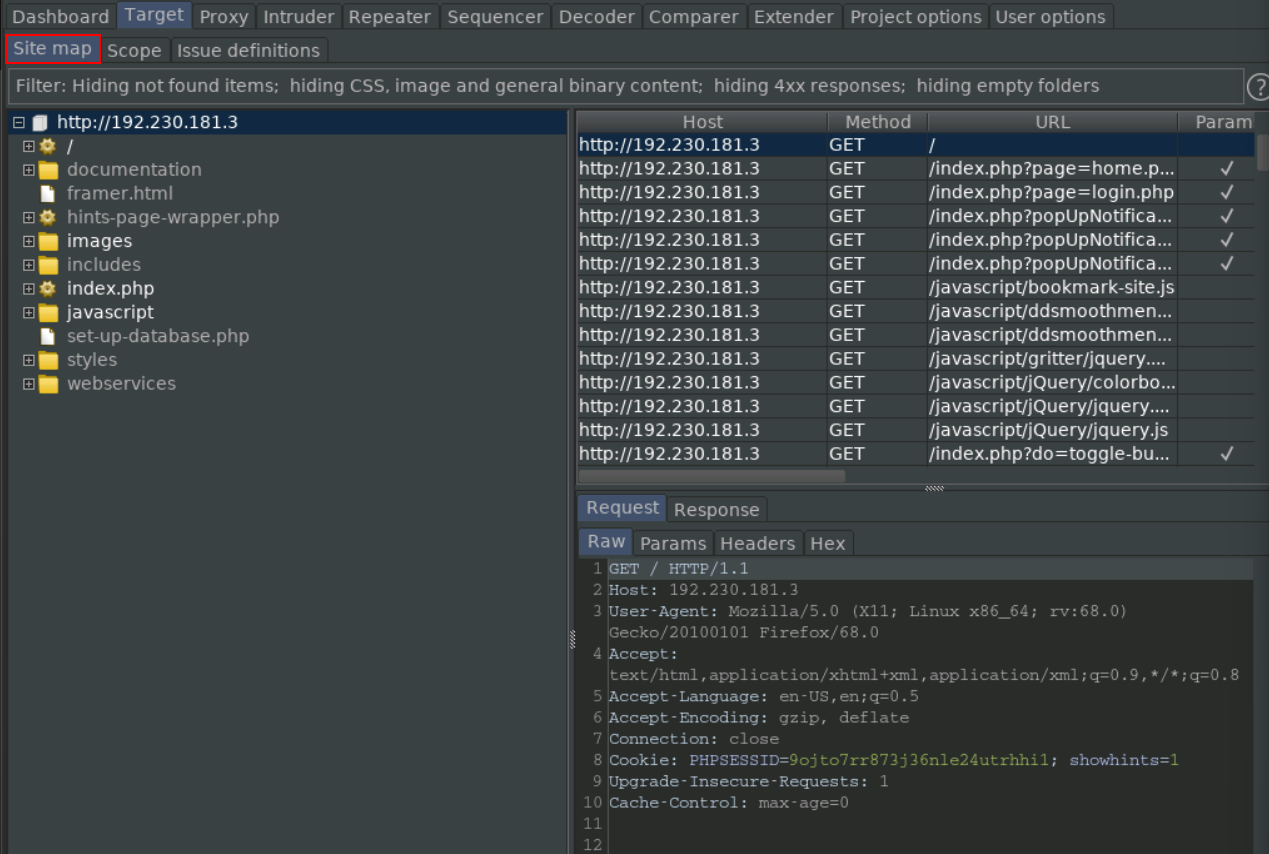 Dashboard Target Proxy Intruder Repeater Sequencer Decoder Comparer Extender Project options User options
Site map Scope Issue definitions
Filter: Hiding not found items; hiding CSS, image and general binary content; hiding 4xx responses; hiding empty folders ?
http://192.230.181.3
/
documentation
framer.html
hints-page-wrapper.php
images
includes
index.php
javascript
set-up-database.php
styles
webservices
Host Method URL Param
http://192.230.181.3 GET /
http://192.230.181.3 GET /index.php?page=home.p... ✓
http://192.230.181.3 GET /index.php?page=login.php ✓
http://192.230.181.3 GET /index.php?popUpNotifica... ✓
http://192.230.181.3 GET /index.php?popUpNotifica... ✓
http://192.230.181.3 GET /index.php?popUpNotifica... ✓
http://192.230.181.3 GET /javascript/bookmark-site.js
http://192.230.181.3 GET /javascript/ddsmoothmen...
http://192.230.181.3 GET /javascript/ddsmoothmen...
http://192.230.181.3 GET /javascript/gritter/jquery....
http://192.230.181.3 GET /javascript/jQuery/colorbo...
http://192.230.181.3 GET /javascript/jQuery/jquery....
http://192.230.181.3 GET /javascript/jQuery/jquery.js
http://192.230.181.3 GET /index.php?do=toggle-bu... ✓
Request Response
Raw Params Headers Hex
1 GET / HTTP/1.1
2 Host: 192.230.181.3
3 User-Agent: Mozilla/5.0 (X11; Linux x86_64; rv:68.0)
Gecko/20100101 Firefox/68.0
4 Accept:
text/html,application/xhtml+xml,application/xml;q=0.9,*/*;q=0.8
5 Accept-Language: en-US,en;q=0.5
6 Accept-Encoding: gzip, deflate
7 Connection: close
8 Cookie: PHPSESSID=9ojto7rr873j36nle24utrhhi1; showhints=1
9 Upgrade-Insecure-Requests: 1
10 Cache-Control: max-age=0
11
12